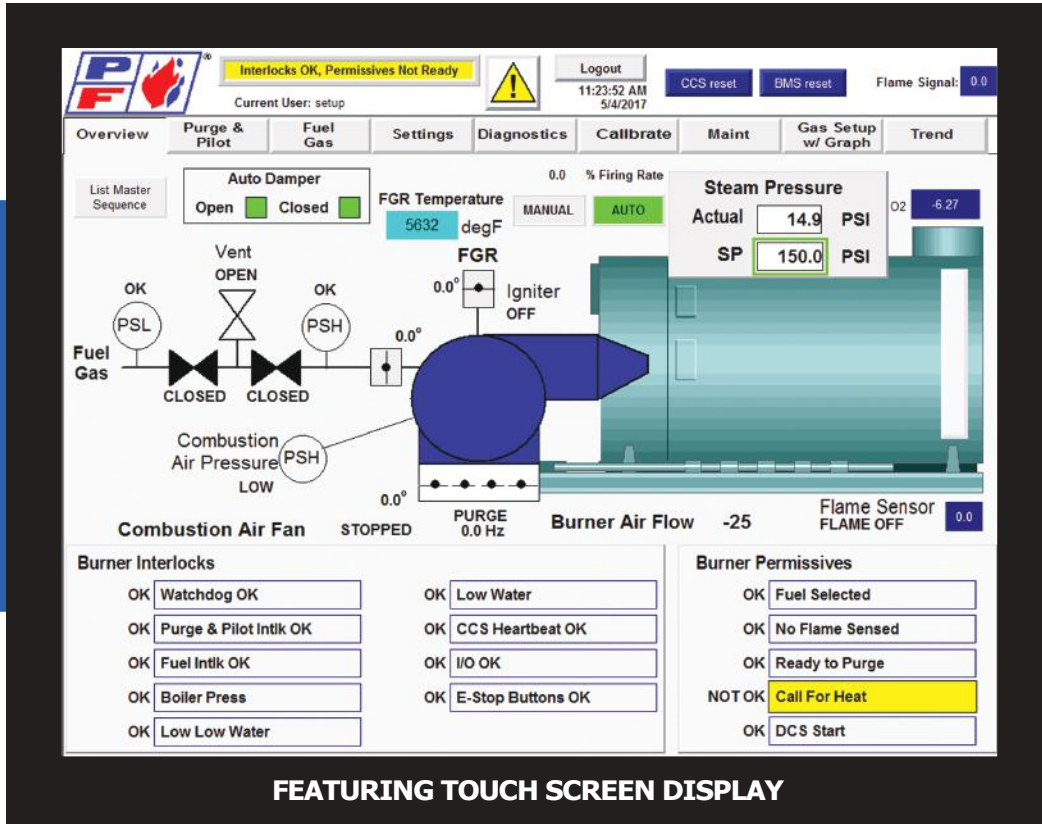 PF®
Interlocks OK, Permissives Not Ready
Current User: setup
Logout
11:23:52 AM
5/4/2017
CCS reset
BMS reset
Flame Signal: 0.0
Overview
Purge & Pilot
Fuel Gas
Settings
Diagnostics
Calibrate
Maint
Gas Setup w/ Graph
Trend
List Master Sequence
Auto Damper
Open Closed
FGR Temperature
5632 degF
0.0 % Firing Rate
MANUAL
AUTO
Steam Pressure
Actual 14.9 PSI
SP 150.0 PSI
O2 -6.27
Vent
OPEN
FGR
0.0°
Igniter
OFF
OK
PSL
OK
PSH
0.0°
Fuel
Gas
CLOSED CLOSED
Combustion
Air Pressure
PSH
LOW
0.0°
Combustion Air Fan STOPPED
PURGE
0.0 Hz
Burner Air Flow -25
Flame Sensor
FLAME OFF
0.0
Burner Interlocks
OK Watchdog OK
OK Purge & Pilot Intlk OK
OK Fuel Intlk OK
OK Boiler Press
OK Low Low Water
OK Low Water
OK CCS Heartbeat OK
OK I/O OK
OK E-Stop Buttons OK
Burner Permissives
OK Fuel Selected
OK No Flame Sensed
OK Ready to Purge
NOT OK Call For Heat
OK DCS Start
FEATURING TOUCH SCREEN DISPLAY